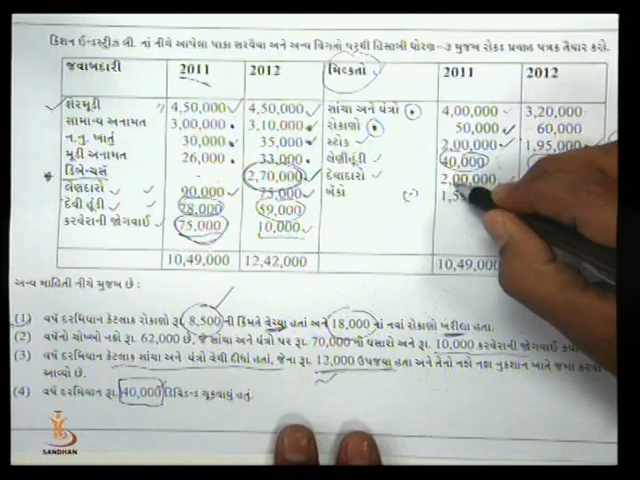 કિશન ઈન્ડસ્ટ્રીઝ લી. નાં નીચે આપેલા પાકા સરવૈયા અને અન્ય વિગતો પરથી હિસાબી ધોરણ-૩ મુજબ રોકડ પ્રવાહ પત્રક તૈયાર કરો.
જવાબદારી 2011 2012 મિલ્કતો 2011 2012
શેરમૂડી 4,50,000 4,50,000 સાંચા અને યંત્રો 4,00,000 3,20,000
સામાન્ય અનામત 3,00,000 3,10,000 રોકાણો 50,000 60,000
ન.નુ. ખાતું 30,000 35,000 સ્ટોક 2,00,000 1,95,000
મૂડી અનામત 26,000 33,000 લેણીહૂંડી 40,000
ડિબેન્ચર્સ - 2,70,000 દેવાદારો 2,00,000
લેણદારો 90,000 75,000 બેંકો
દેવી હૂંડી 78,000 59,000
કરવેરાની જોગવાઈ 75,000 10,000
10,49,000 12,42,000 10,49,000
અન્ય માહિતી નીચે મુજબ છે :
(1) વર્ષ દરમિયાન કેટલાક રોકાણો રૂ. 8,500 ની કિંમતે વેચ્યા હતાં અને 18,000 નાં નવાં રોકાણો ખરીદ્યા હતા.
(2) વર્ષનો ચોખ્ખો નફો રૂ. 62,000 છે, જે સાંચા અને યંત્રો પર રૂ. 70,000 નો ઘસારો અને રૂ. 10,000 કરવેરાની જોગવાઈ
(3) વર્ષ દરમિયાન કેટલાક સાંચા અને યંત્રો વેચી દીધાં હતાં, જેના રૂ. 12,000 ઉપજ્યા હતા અને તેનો નફો નફા નુકશાન ખાતે જમા
આવ્યો છે.
(4) વર્ષ દરમિયાન રૂ. 40,000 ડિવિડન્ડ ચૂકવાયું હતું.
SANDHAN